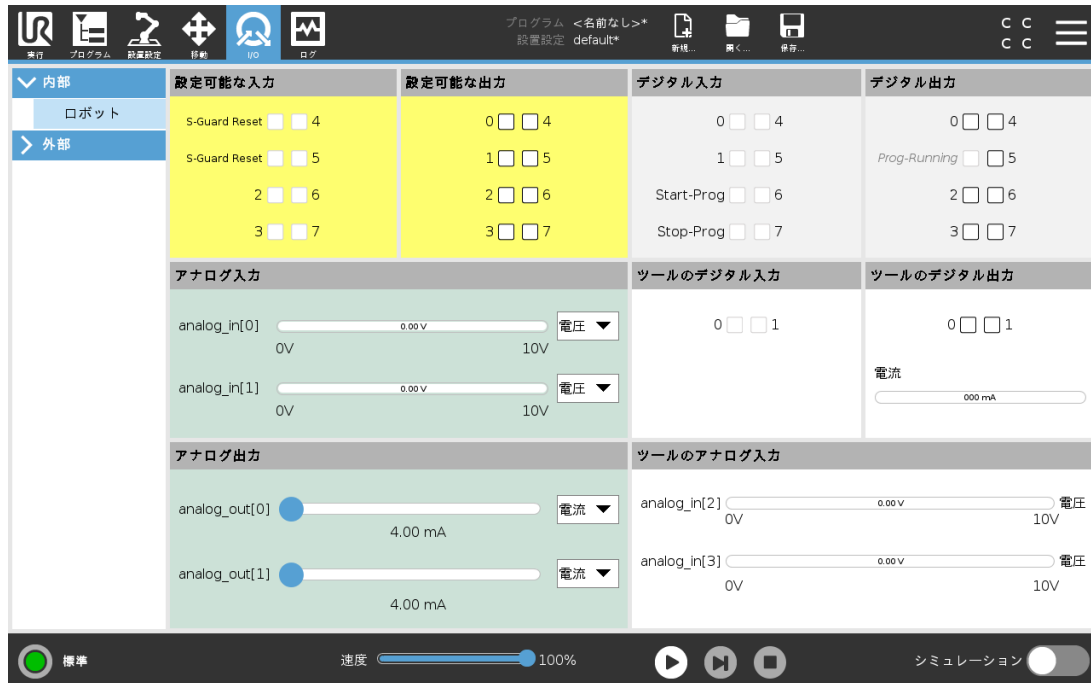 UR
プログラム <名前なし>*
設置設定 default*
C C
C C
実行 プログラム 設置設定 移動 I/O ログ 新規... 開く... 保存...
内部
ロボット
外部
設定可能な入力
S-Guard Reset 4
S-Guard Reset 5
2 6
3 7
設定可能な出力
0 4
1 5
2 6
3 7
デジタル入力
0 4
1 5
Start-Prog 6
Stop-Prog 7
デジタル出力
0 4
Prog-Running 5
2 6
3 7
アナログ入力
analog_in[0] 0.00 V 電圧
0V 10V
analog_in[1] 0.00 V 電圧
0V 10V
ツールのデジタル入力
0 1
ツールのデジタル出力
0 1
電流
000 mA
アナログ出力
analog_out[0] 電流
4.00 mA
analog_out[1] 電流
4.00 mA
ツールのアナログ入力
analog_in[2] 0.00 V 電圧
0V 10V
analog_in[3] 0.00 V 電圧
0V 10V
標準 速度 100% シミュレーション